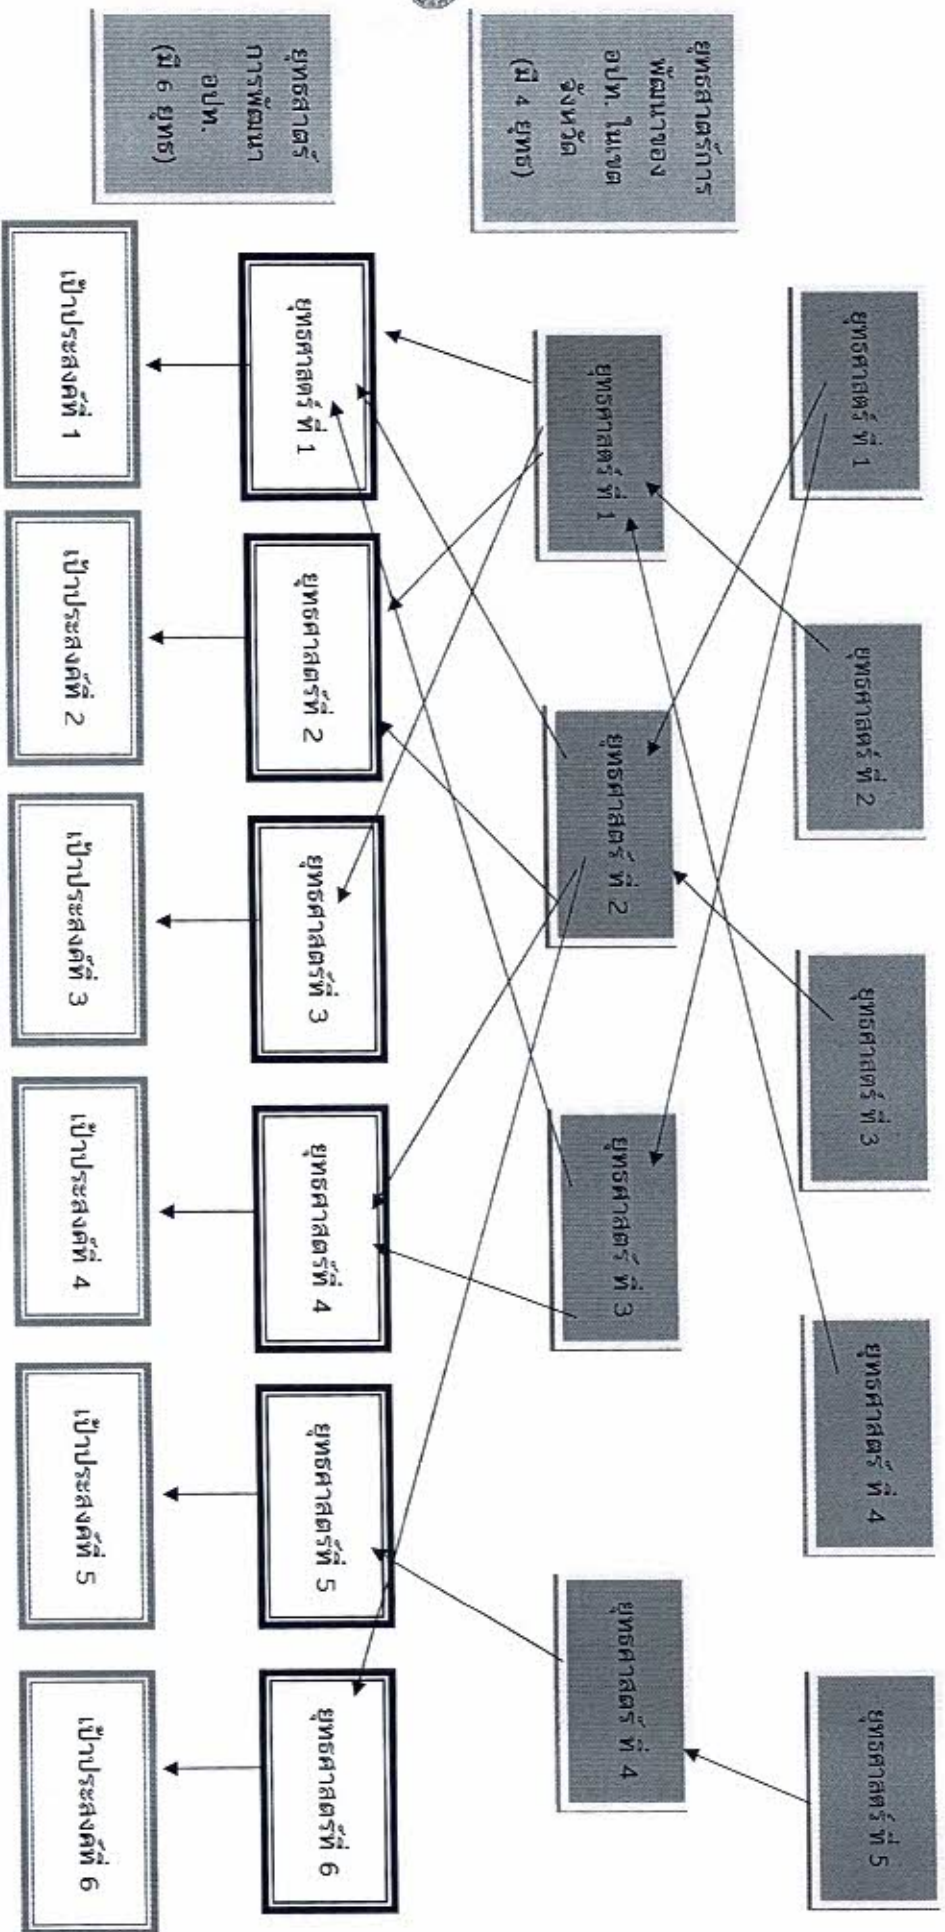 ยุทธศาสตร์ ที่ 1
ยุทธศาสตร์ ที่ 2
ยุทธศาสตร์ ที่ 3
ยุทธศาสตร์ ที่ 4
ยุทธศาสตร์ ที่ 5
ยุทธสาตร์การ
พัฒนาของ
อปท. ในเขต
จังหวัด
(มี 4 ยุทธ)
ยุทธศาสตร์ ที่ 1
ยุทธศาสตร์ ที่ 2
ยุทธศาสตร์ ที่ 3
ยุทธศาสตร์ ที่ 4
ยุทธสาตร์
การพัฒนา
อปท.
(มี 6 ยุทธ)
ยุทธศาสตร์ ที่ 1
ยุทธศาสตร์ที่ 2
ยุทธศาสตร์ที่ 3
ยุทธศาสตร์ที่ 4
ยุทธศาสตร์ที่ 5
ยุทธศาสตร์ที่ 6
เป้าประสงค์ที่ 1
เป้าประสงค์ที่ 2
เป้าประสงค์ที่ 3
เป้าประสงค์ที่ 4
เป้าประสงค์ที่ 5
เป้าประสงค์ที่ 6